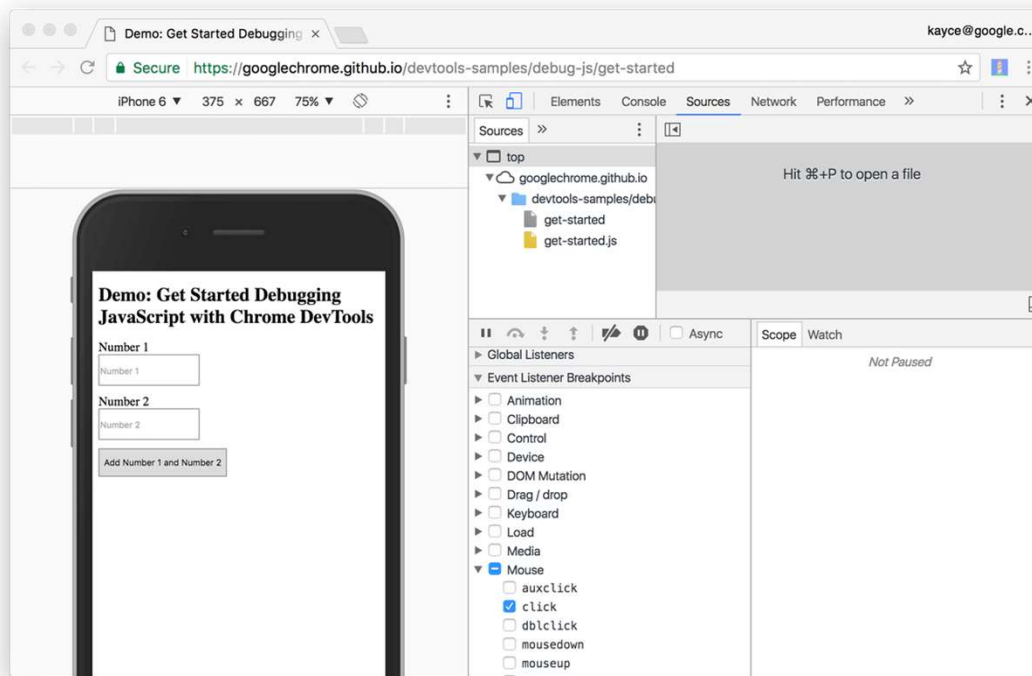 Demo: Get Started Debugging ×
kayce@google.c...
Secure https://googlechrome.github.io/devtools-samples/debug-js/get-started
iPhone 6 ▼ 375 × 667 75% ▼
Elements Console Sources Network Performance »
Sources »
top
googlechrome.github.io
devtools-samples/debu
get-started
get-started.js
Hit ⌘+P to open a file
Demo: Get Started Debugging
JavaScript with Chrome DevTools
Number 1
Number 1
Number 2
Number 2
Add Number 1 and Number 2
Async
Global Listeners
Event Listener Breakpoints
Animation
Clipboard
Control
Device
DOM Mutation
Drag / drop
Keyboard
Load
Media
Mouse
auxclick
click
dblclick
mousedown
mouseup
Scope Watch
Not Paused